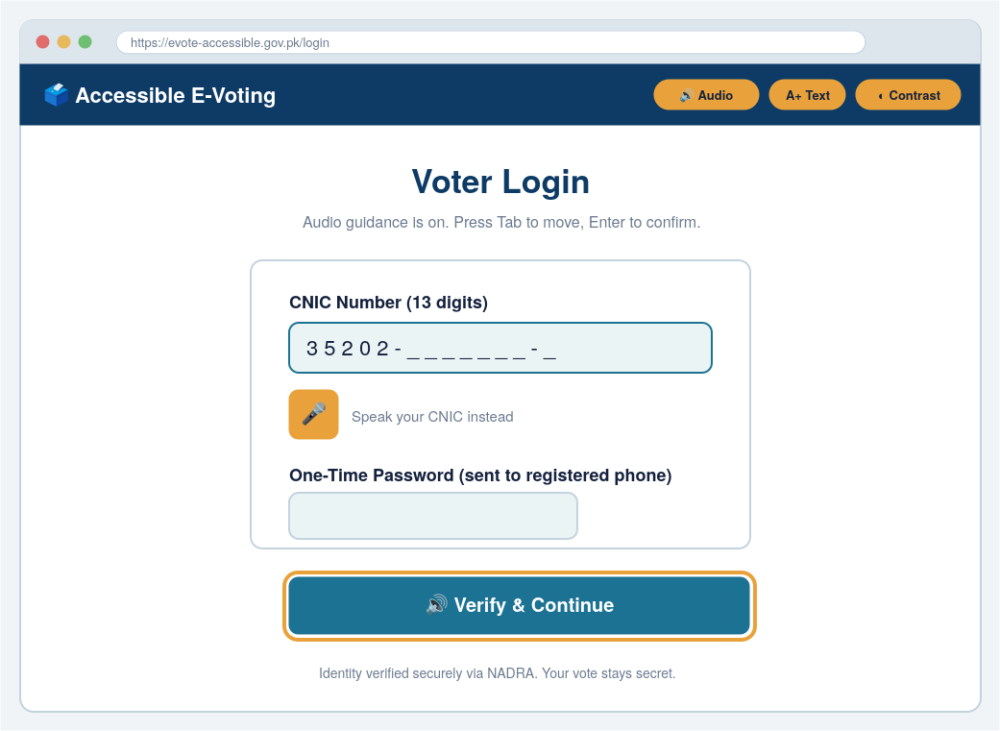 https://evote-accessible.gov.pk/login
🗳️ Accessible E-Voting
🔊 Audio
A+ Text
Contrast
Voter Login
Audio guidance is on. Press Tab to move, Enter to confirm.
CNIC Number (13 digits)
3 5 2 0 2 - _ _ _ _ _ _ _ - _
Speak your CNIC instead
One-Time Password (sent to registered phone)
🔊 Verify & Continue
Identity verified securely via NADRA. Your vote stays secret.